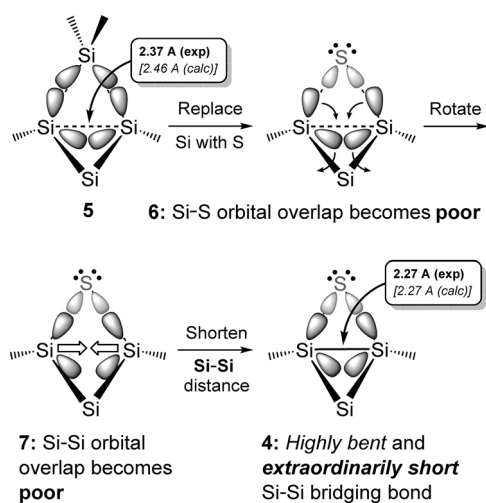 Si
2.37 A (exp)
[2.46 A (calc)]
Si Si
Si
5
Replace
Si with S
S
Si Si
Si
6: Si-S orbital overlap becomes poor
Rotate
S
Si Si
Si
7: Si-Si orbital
overlap becomes
poor
Shorten
Si-Si
distance
2.27 A (exp)
[2.27 A (calc)]
S
Si Si
Si
4: Highly bent and
extraordinarily short
Si-Si bridging bond